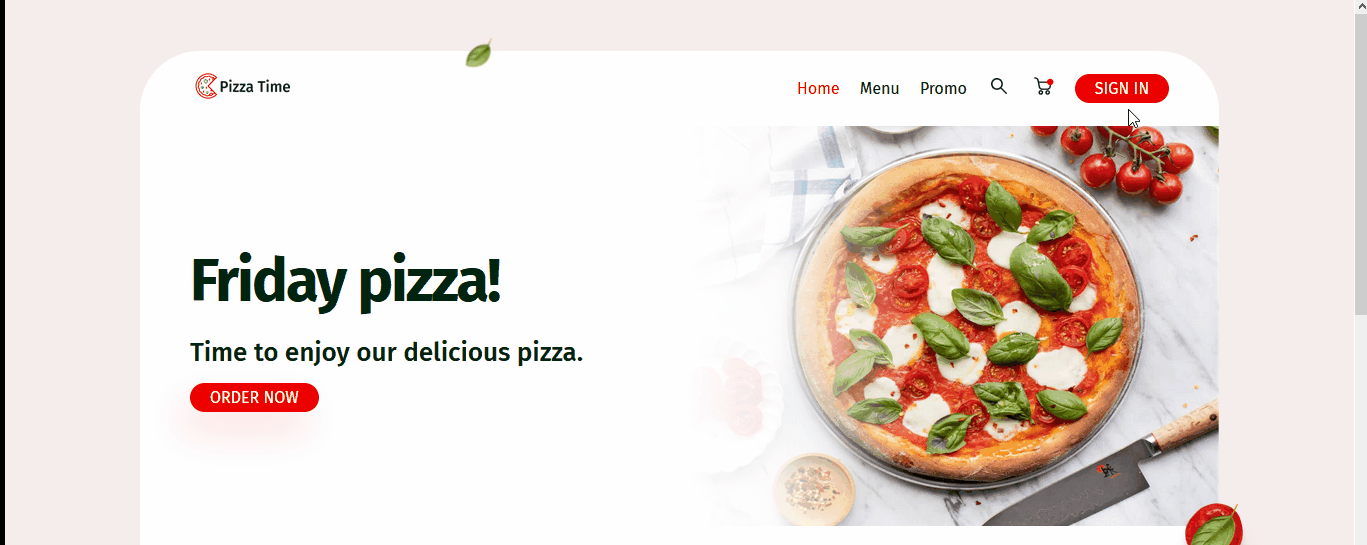 Pizza Time
Home Menu Promo SIGN IN
Friday pizza!
Time to enjoy our delicious pizza.
ORDER NOW